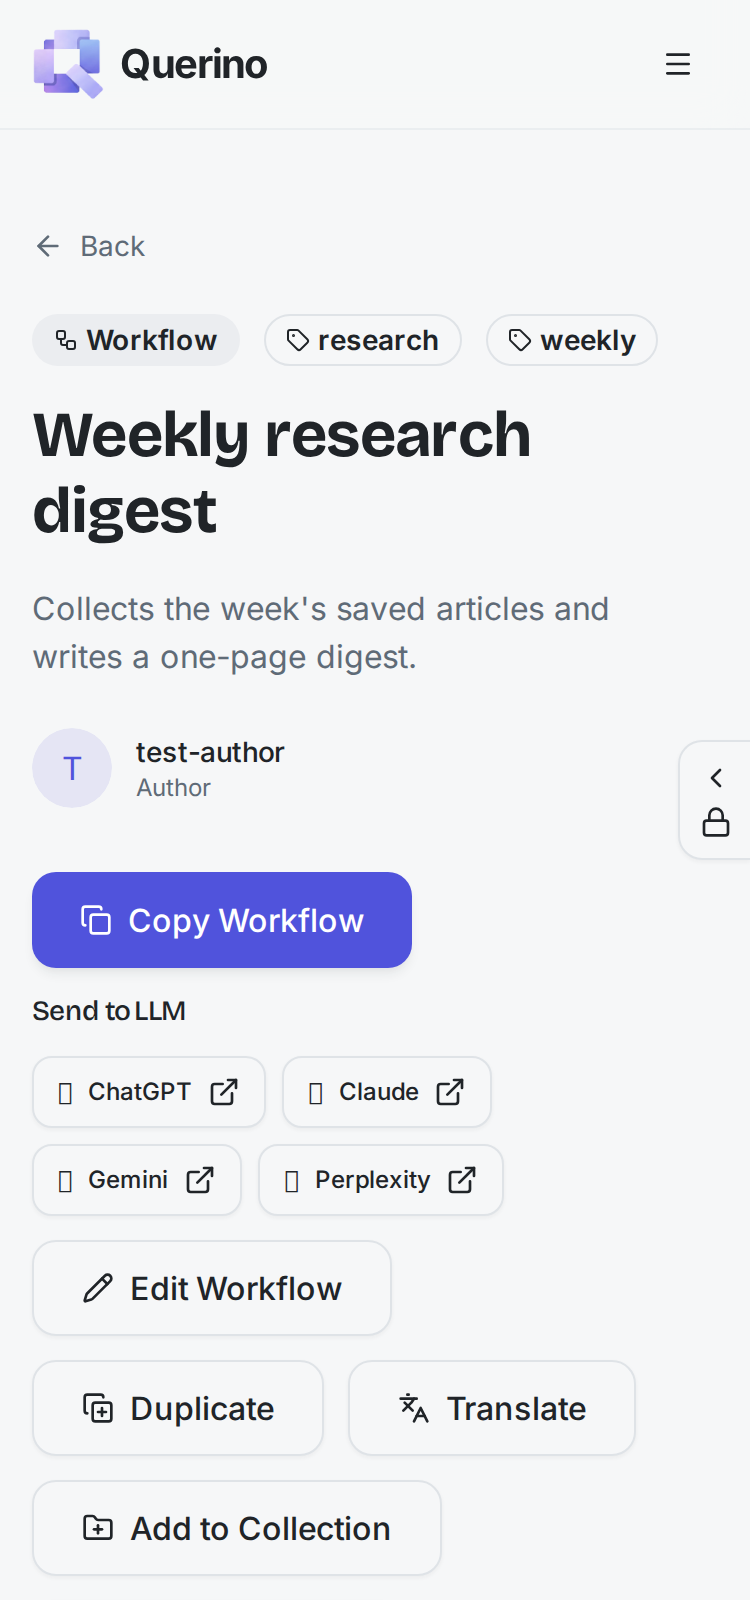 Querino
Back
Workflow
research
weekly
Weekly research
digest
Collects the week's saved articles and
writes a one-page digest.
T
test-author
Author
Copy Workflow
Send to LLM
ChatGPT
Claude
Gemini
Perplexity
Edit Workflow
Duplicate
Translate
Add to Collection